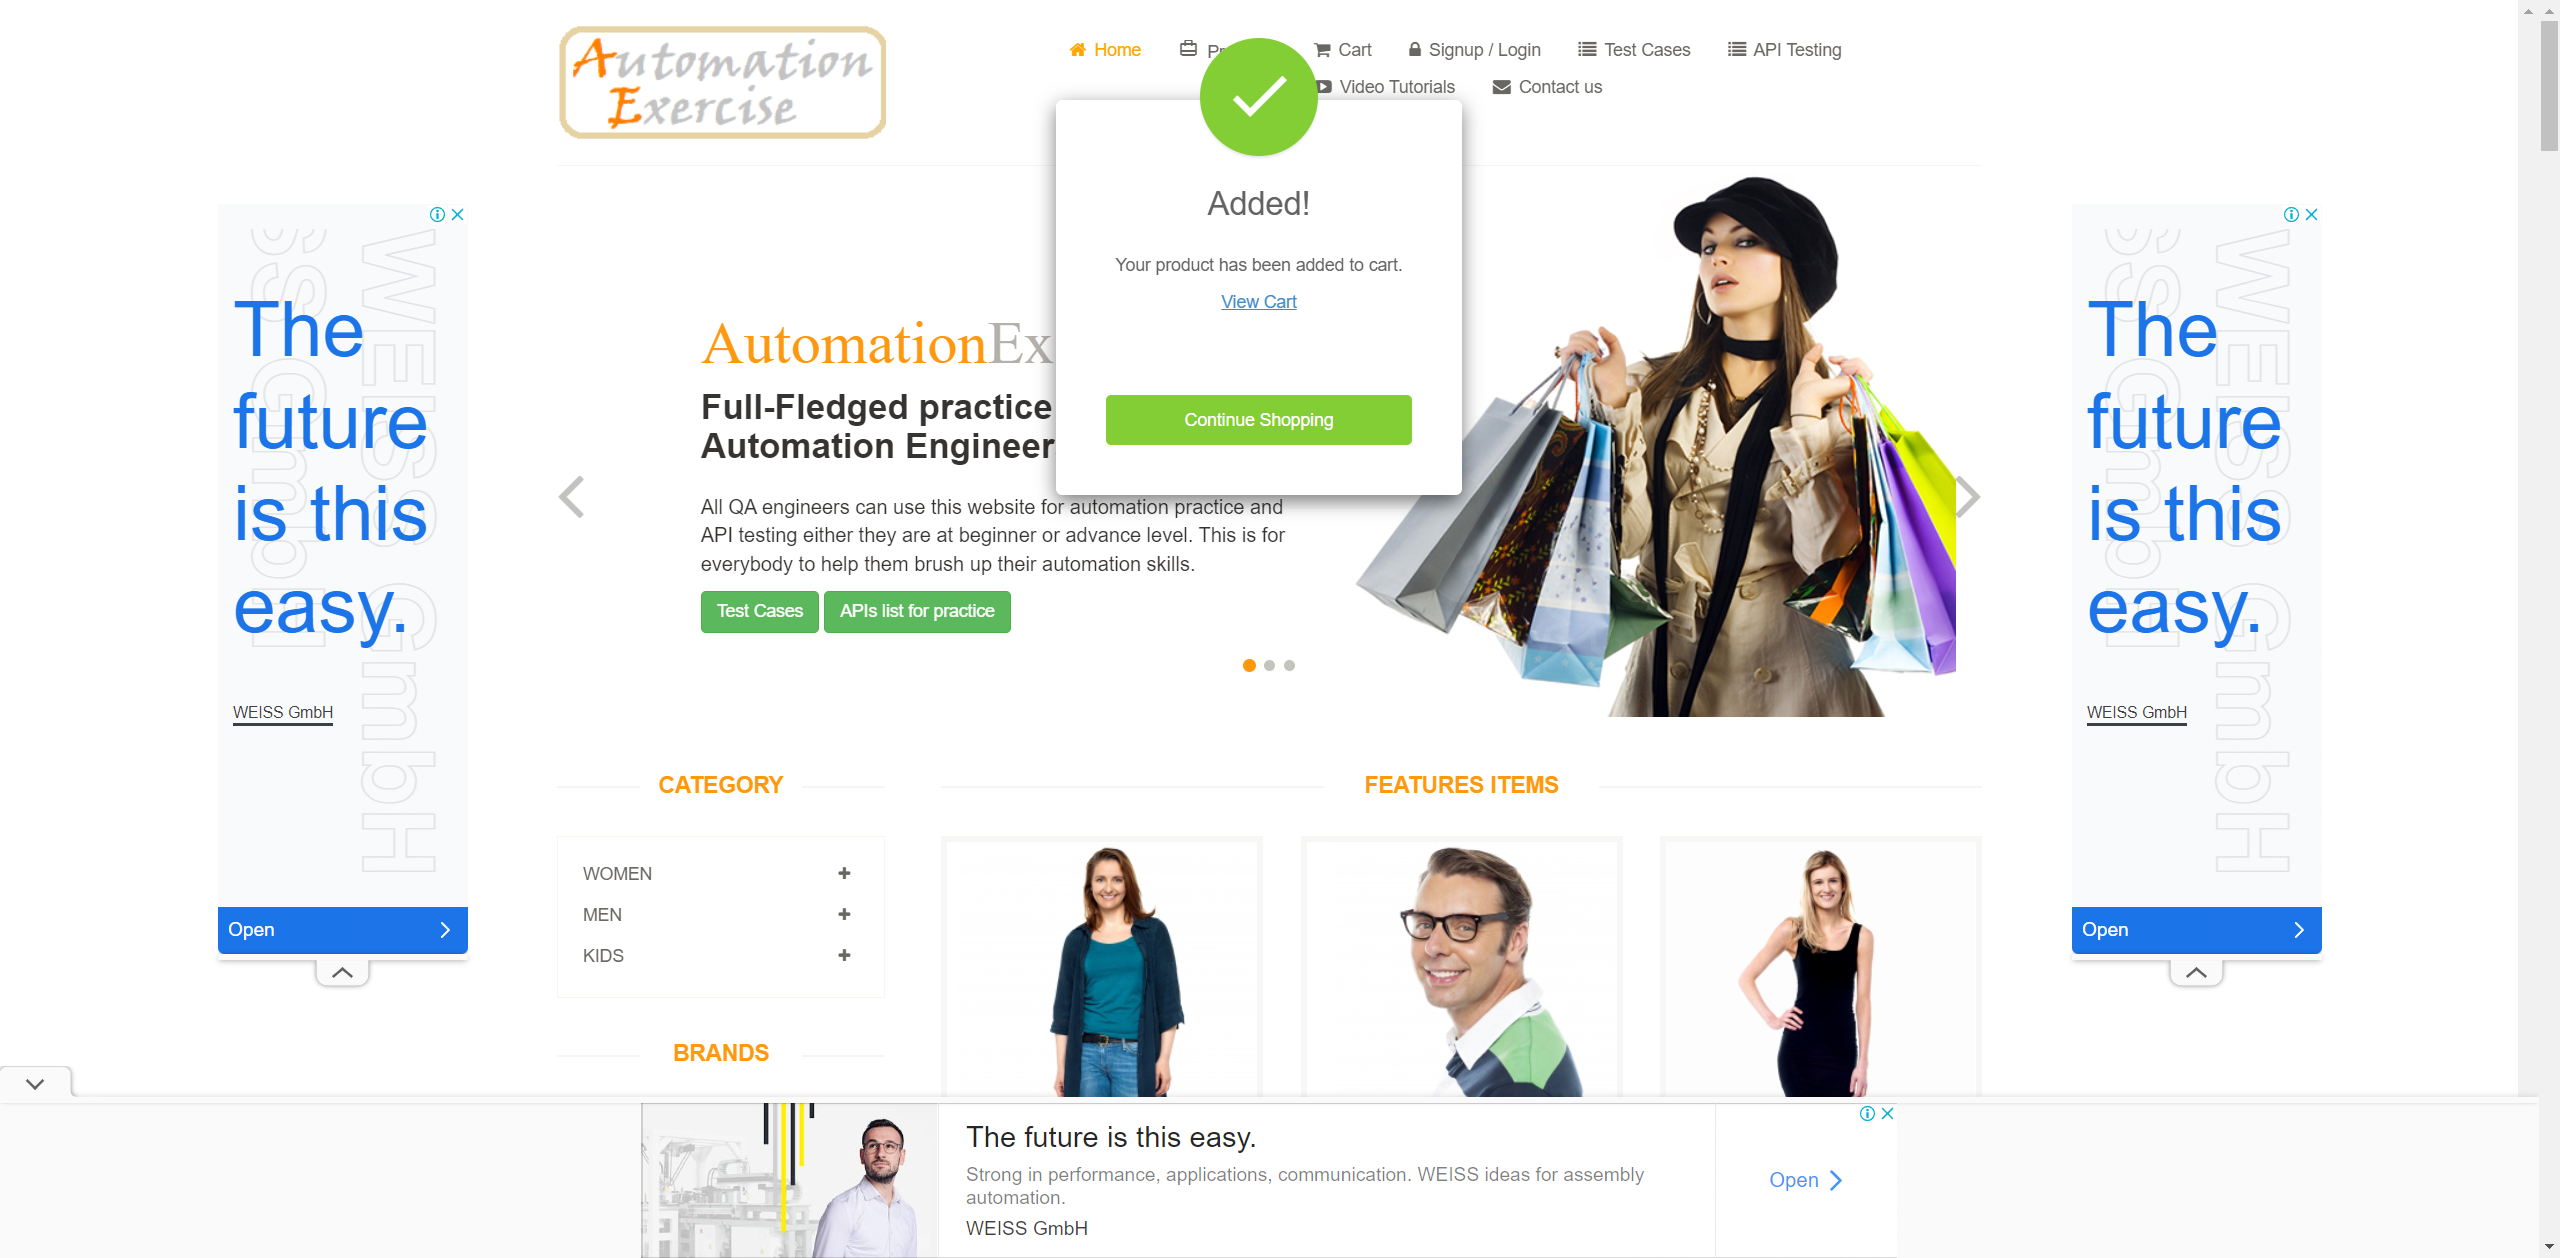 Automation
Exercise
Home
Cart
Signup / Login
Test Cases
API Testing
Video Tutorials
Contact us
Added!
Your product has been added to cart.
View Cart
Continue Shopping
AutomationEx
Full-Fledged practice
Automation Engineer
All QA engineers can use this website for automation practice and
API testing either they are at beginner or advance level. This is for
everybody to help them brush up their automation skills.
Test Cases
APIs list for practice
WEISS GmbH
The
future
is this
easy.
WEISS GmbH
Open
WEISS GmbH
The
future
is this
easy.
WEISS GmbH
Open
CATEGORY
WOMEN
MEN
KIDS
BRANDS
FEATURES ITEMS
The future is this easy.
Strong in performance, applications, communication. WEISS ideas for assembly
automation.
WEISS GmbH
Open